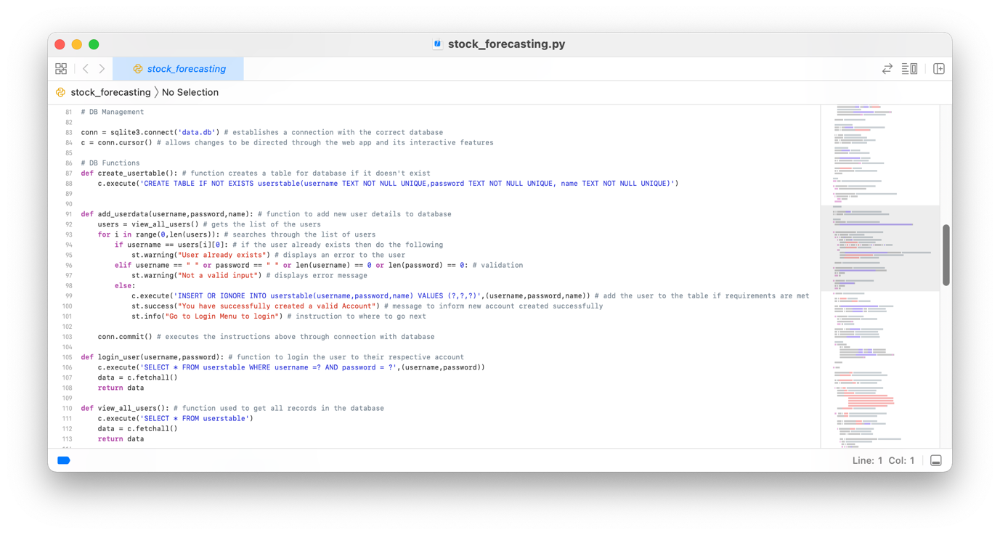 stock_forecasting.py
stock_forecasting
stock_forecasting 〉 No Selection
81 # DB Management
82
83 conn = sqlite3.connect('data.db') # establishes a connection with the correct database
84 c = conn.cursor() # allows changes to be directed through the web app and its interactive features
85
86 # DB Functions
87 def create_usertable(): # function creates a table for database if it doesn't exist
88     c.execute('CREATE TABLE IF NOT EXISTS userstable(username TEXT NOT NULL UNIQUE,password TEXT NOT NULL UNIQUE, name TEXT NOT NULL UNIQUE)')
89
90
91 def add_userdata(username,password,name): # function to add new user details to database
92     users = view_all_users() # gets the list of the users
93     for i in range(0,len(users)): # searches through the list of users
94         if username == users[i][0]: # if the user already exists then do the following
95             st.warning("User already exists") # displays an error to the user
96         elif username == " " or password == " " or len(username) == 0 or len(password) == 0: # validation
97             st.warning("Not a valid input") # displays error message
98         else:
99             c.execute('INSERT OR IGNORE INTO userstable(username,password,name) VALUES (?,?,?)',(username,password,name)) # add the user to the table if requirements are met
100             st.success("You have successfully created a valid Account") # message to inform new account created successfully
101             st.info("Go to Login Menu to login") # instruction to where to go next
102
103     conn.commit() # executes the instructions above through connection with database
104
105 def login_user(username,password): # function to login the user to their respective account
106     c.execute('SELECT * FROM userstable WHERE username =? AND password = ?',(username,password))
107     data = c.fetchall()
108     return data
109
110 def view_all_users(): # function used to get all records in the database
111     c.execute('SELECT * FROM userstable')
112     data = c.fetchall()
113     return data
Line: 1 Col: 1